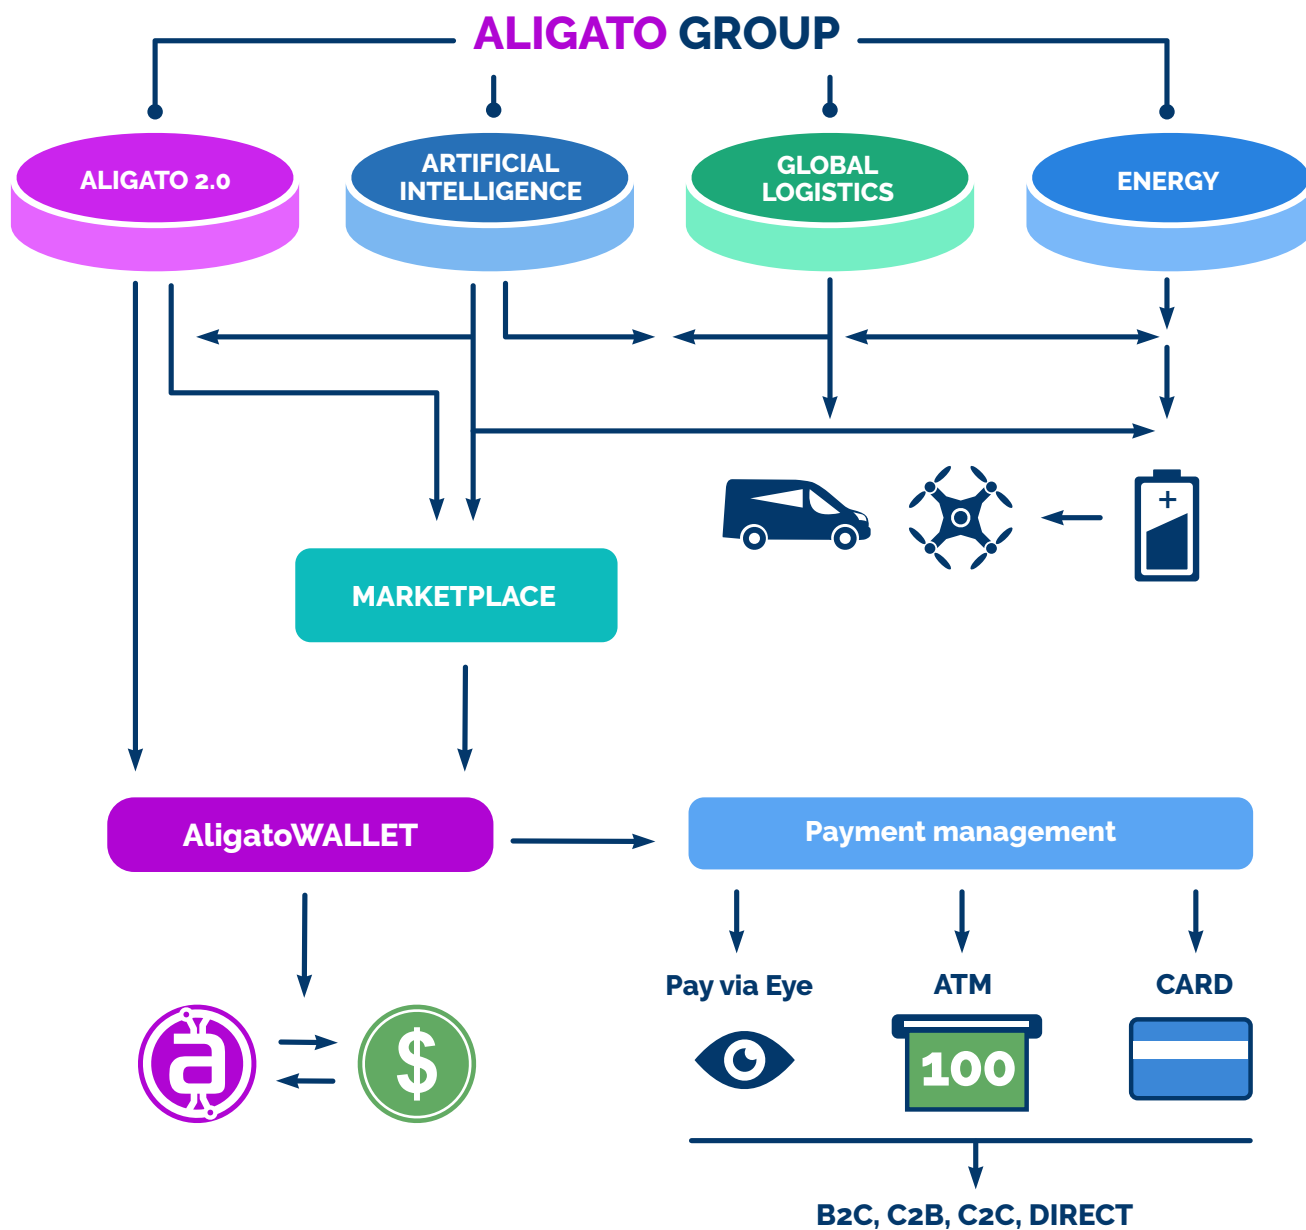 ALIGATO GROUP
ALIGATO 2.0
ARTIFICIAL
INTELLIGENCE
GLOBAL
LOGISTICS
ENERGY
MARKETPLACE
AligatoWALLET
Payment management
Pay via Eye
ATM
CARD
a
$
100
B2C, C2B, C2C, DIRECT